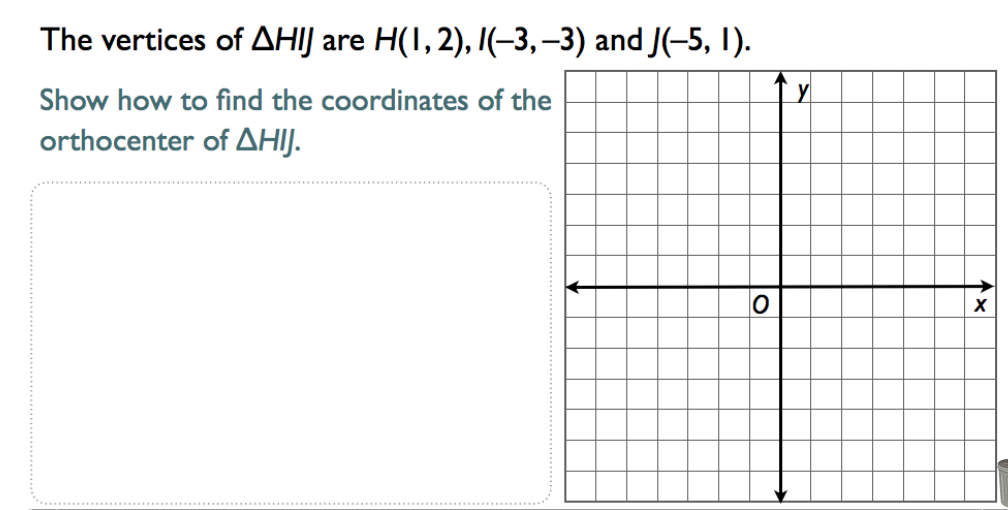 The vertices of ΔHIJ are H(1, 2), I(–3, –3) and J(–5, 1).
Show how to find the coordinates of the
orthocenter of ΔHIJ.
y
O
x